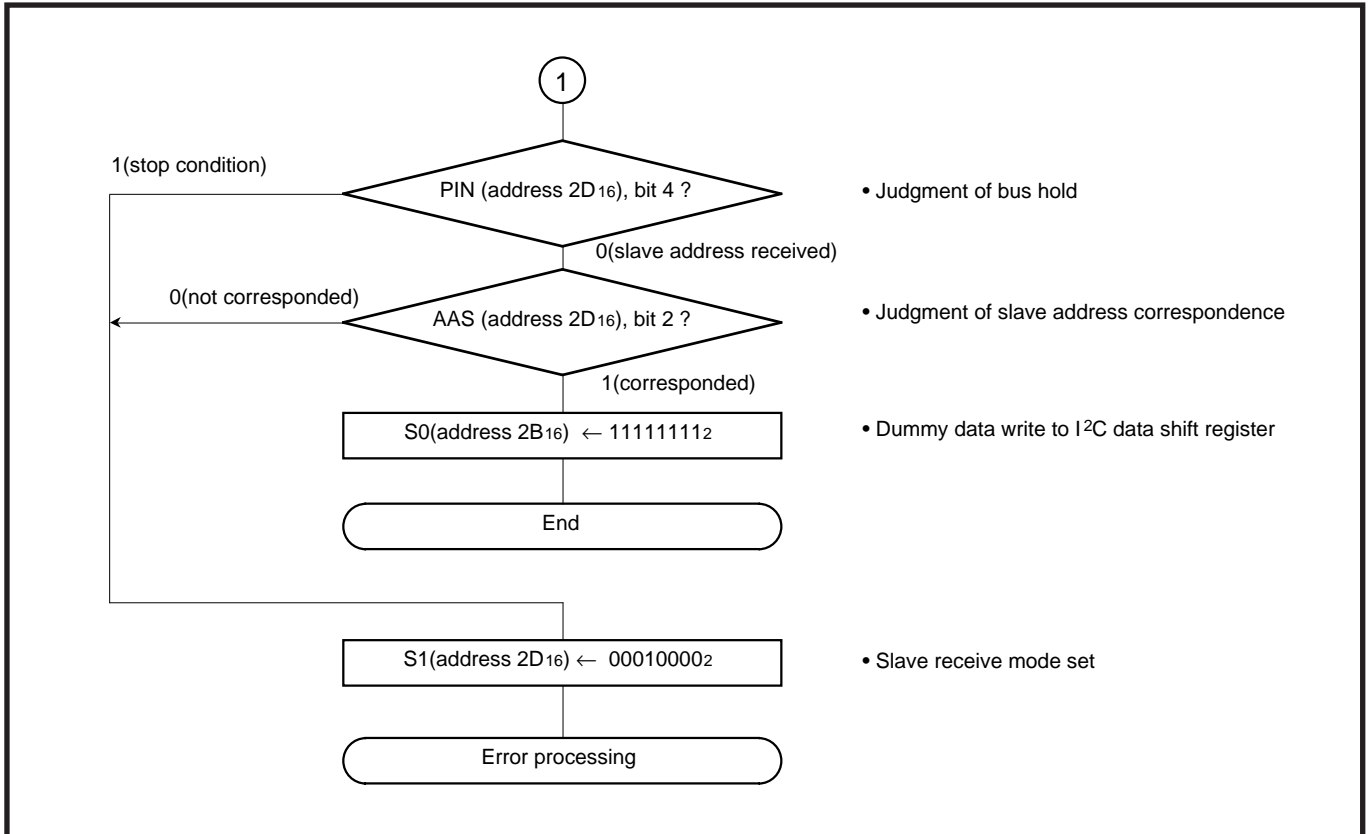 1
1(stop condition)
PIN (address 2D16), bit 4 ?
• Judgment of bus hold
0(slave address received)
0(not corresponded)
AAS (address 2D16), bit 2 ?
• Judgment of slave address correspondence
1(corresponded)
S0(address 2B16) ← 111111112
• Dummy data write to I2C data shift register
End
S1(address 2D16) ← 000100002
• Slave receive mode set
Error processing